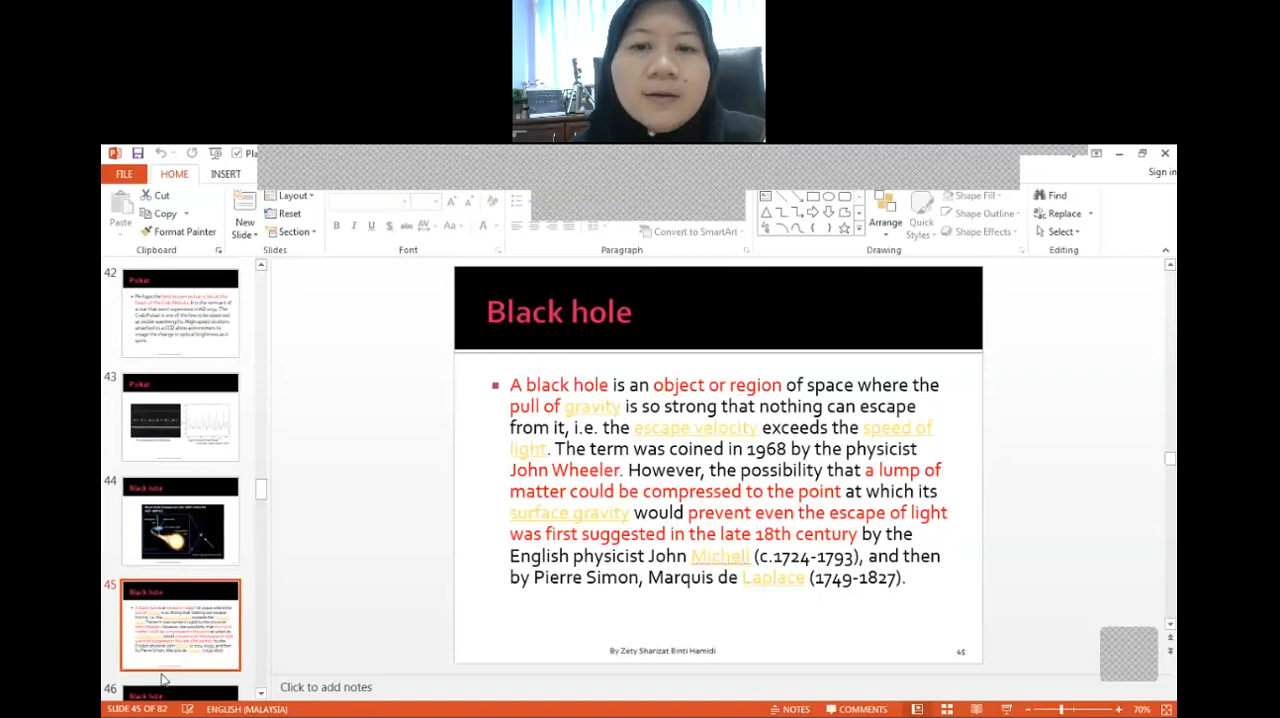 Pla
FILE HOME INSERT
Sign in
Paste
Cut
Copy
Format Painter
Clipboard
New
Slide
Layout
Reset
Section
Slides
B I U S abc AV Aa A
Font
Convert to SmartArt
Paragraph
Arrange
Quick
Styles
Shape Fill
Shape Outline
Shape Effects
Drawing
Find
Replace
Select
Editing
42
Pulsar
43
Pulsar
44
Black hole
45
Black hole
46
Black hole
Black hole
A black hole is an object or region of space where the
pull of gravity is so strong that nothing can escape
from it, i.e. the escape velocity exceeds the speed of
light. The term was coined in 1968 by the physicist
John Wheeler. However, the possibility that a lump of
matter could be compressed to the point at which its
surface gravity would prevent even the escape of light
was first suggested in the late 18th century by the
English physicist John Michell (c.1724-1793), and then
by Pierre Simon, Marquis de Laplace (1749-1827).
By Zety Sharizat Binti Hamidi
45
Click to add notes
SLIDE 45 OF 82 ENGLISH (MALAYSIA) NOTES COMMENTS 70%